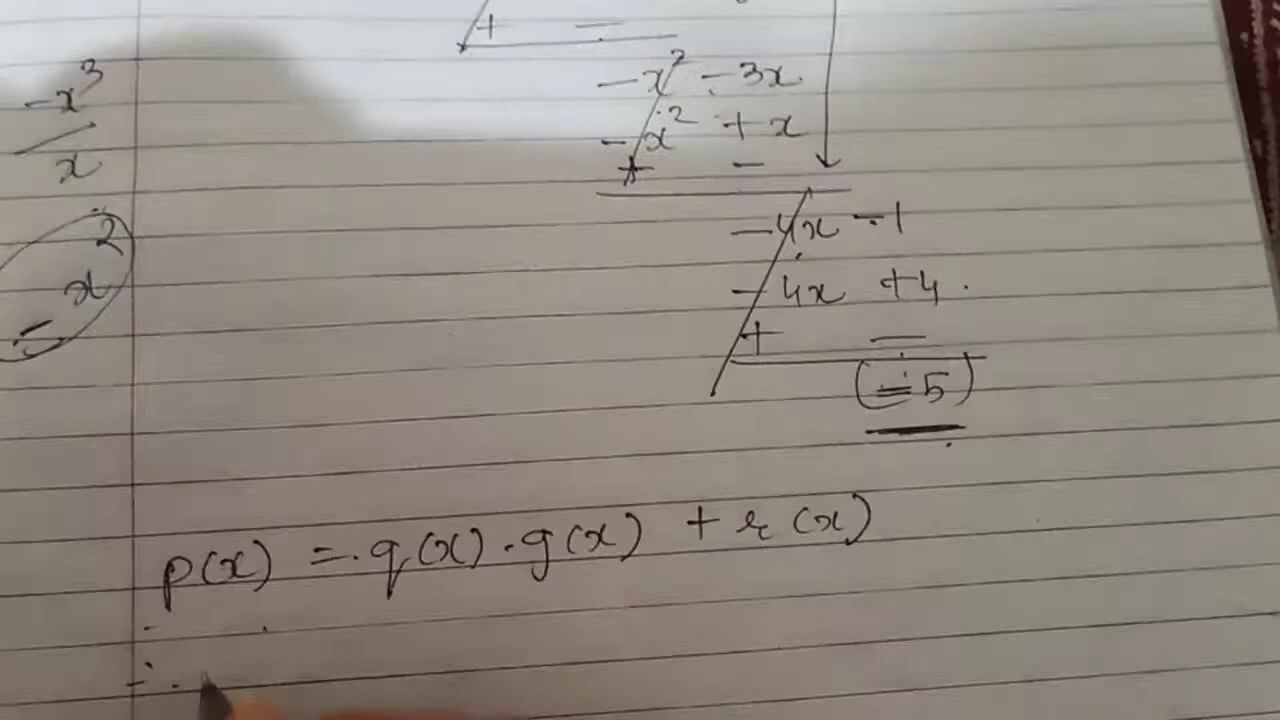 + −
-x² - 3x
-x² + x
+ −
-4x - 1
-4x + 4
+ −
(-5)
-x³
x
-x²
p(x) = q(x) . g(x) + r(x)